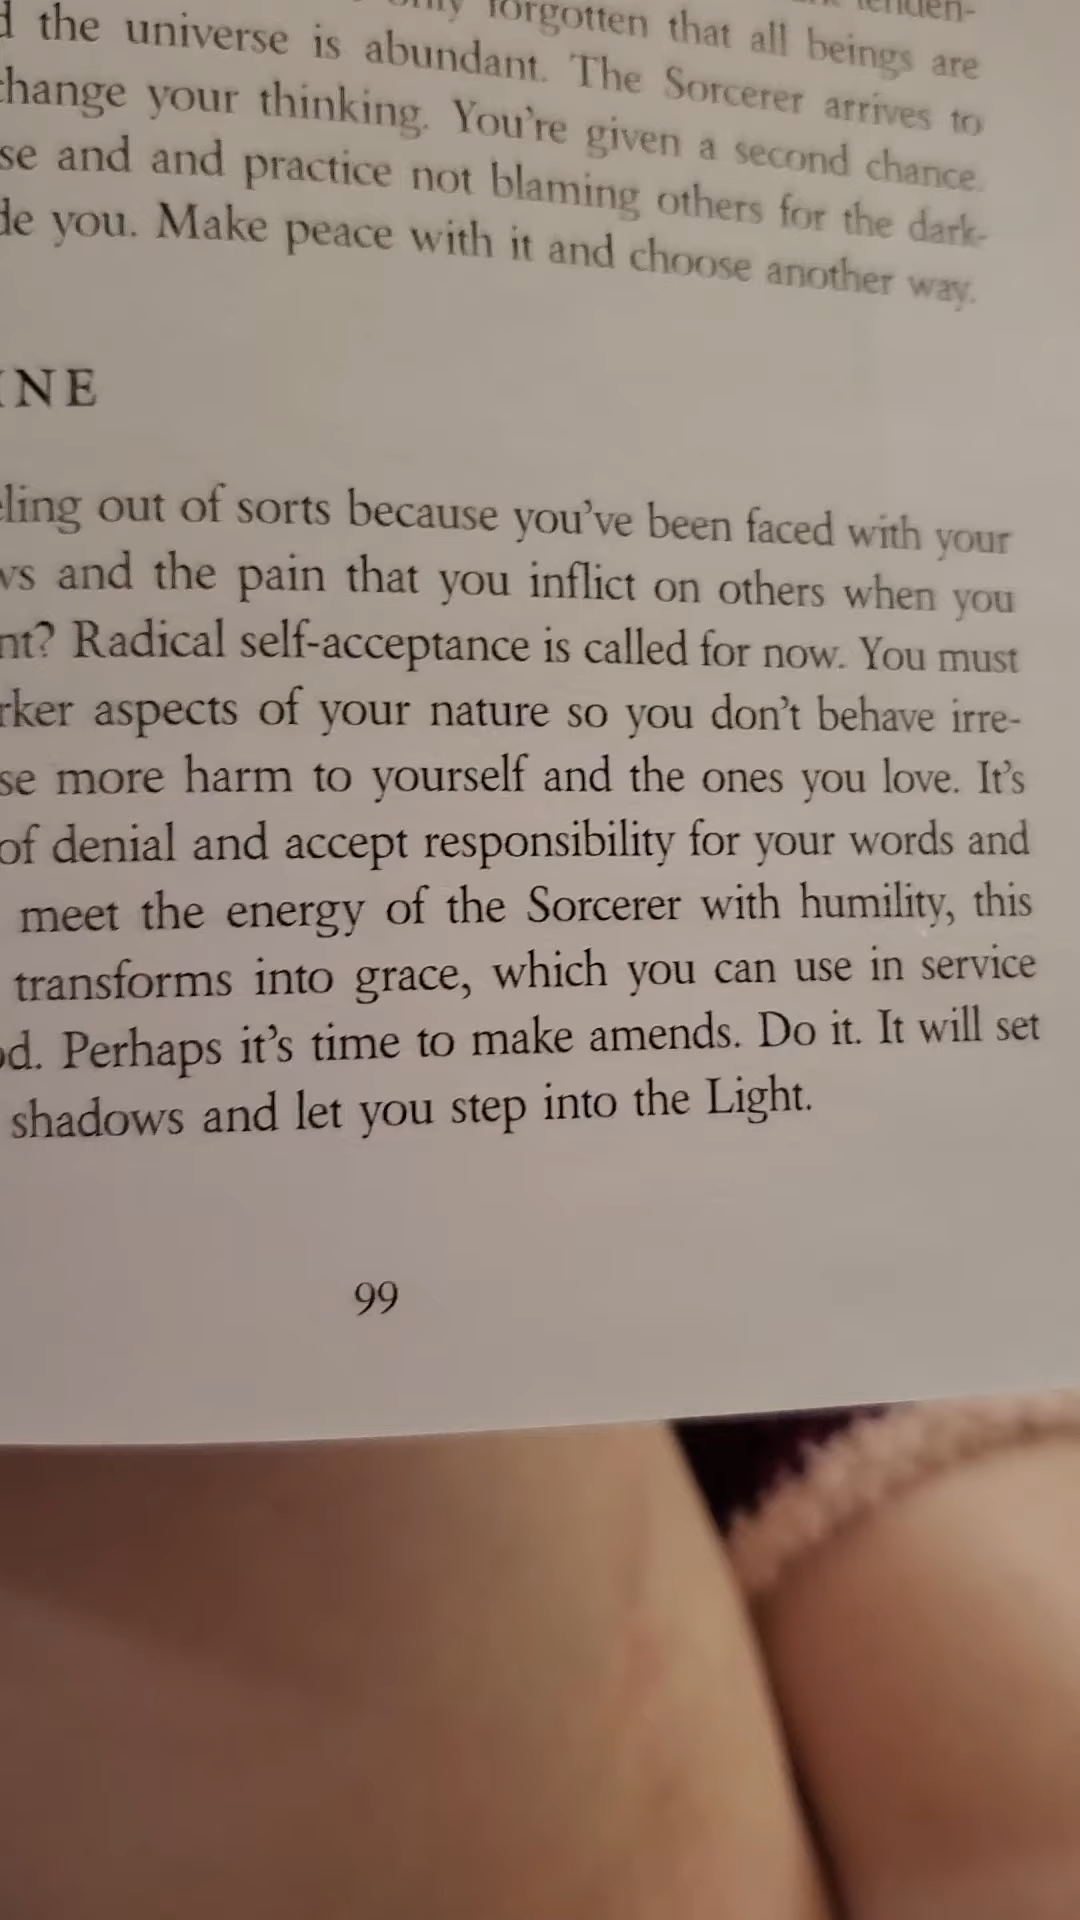 forgotten that all beings are
the universe is abundant. The Sorcerer arrives to
hange your thinking. You're given a second chance.
se and and practice not blaming others for the dark-
de you. Make peace with it and choose another way.
INE
ling out of sorts because you've been faced with your
ws and the pain that you inflict on others when you
nt? Radical self-acceptance is called for now. You must
rker aspects of your nature so you don't behave irre-
se more harm to yourself and the ones you love. It's
of denial and accept responsibility for your words and
meet the energy of the Sorcerer with humility, this
transforms into grace, which you can use in service
od. Perhaps it's time to make amends. Do it. It will set
shadows and let you step into the Light.
99